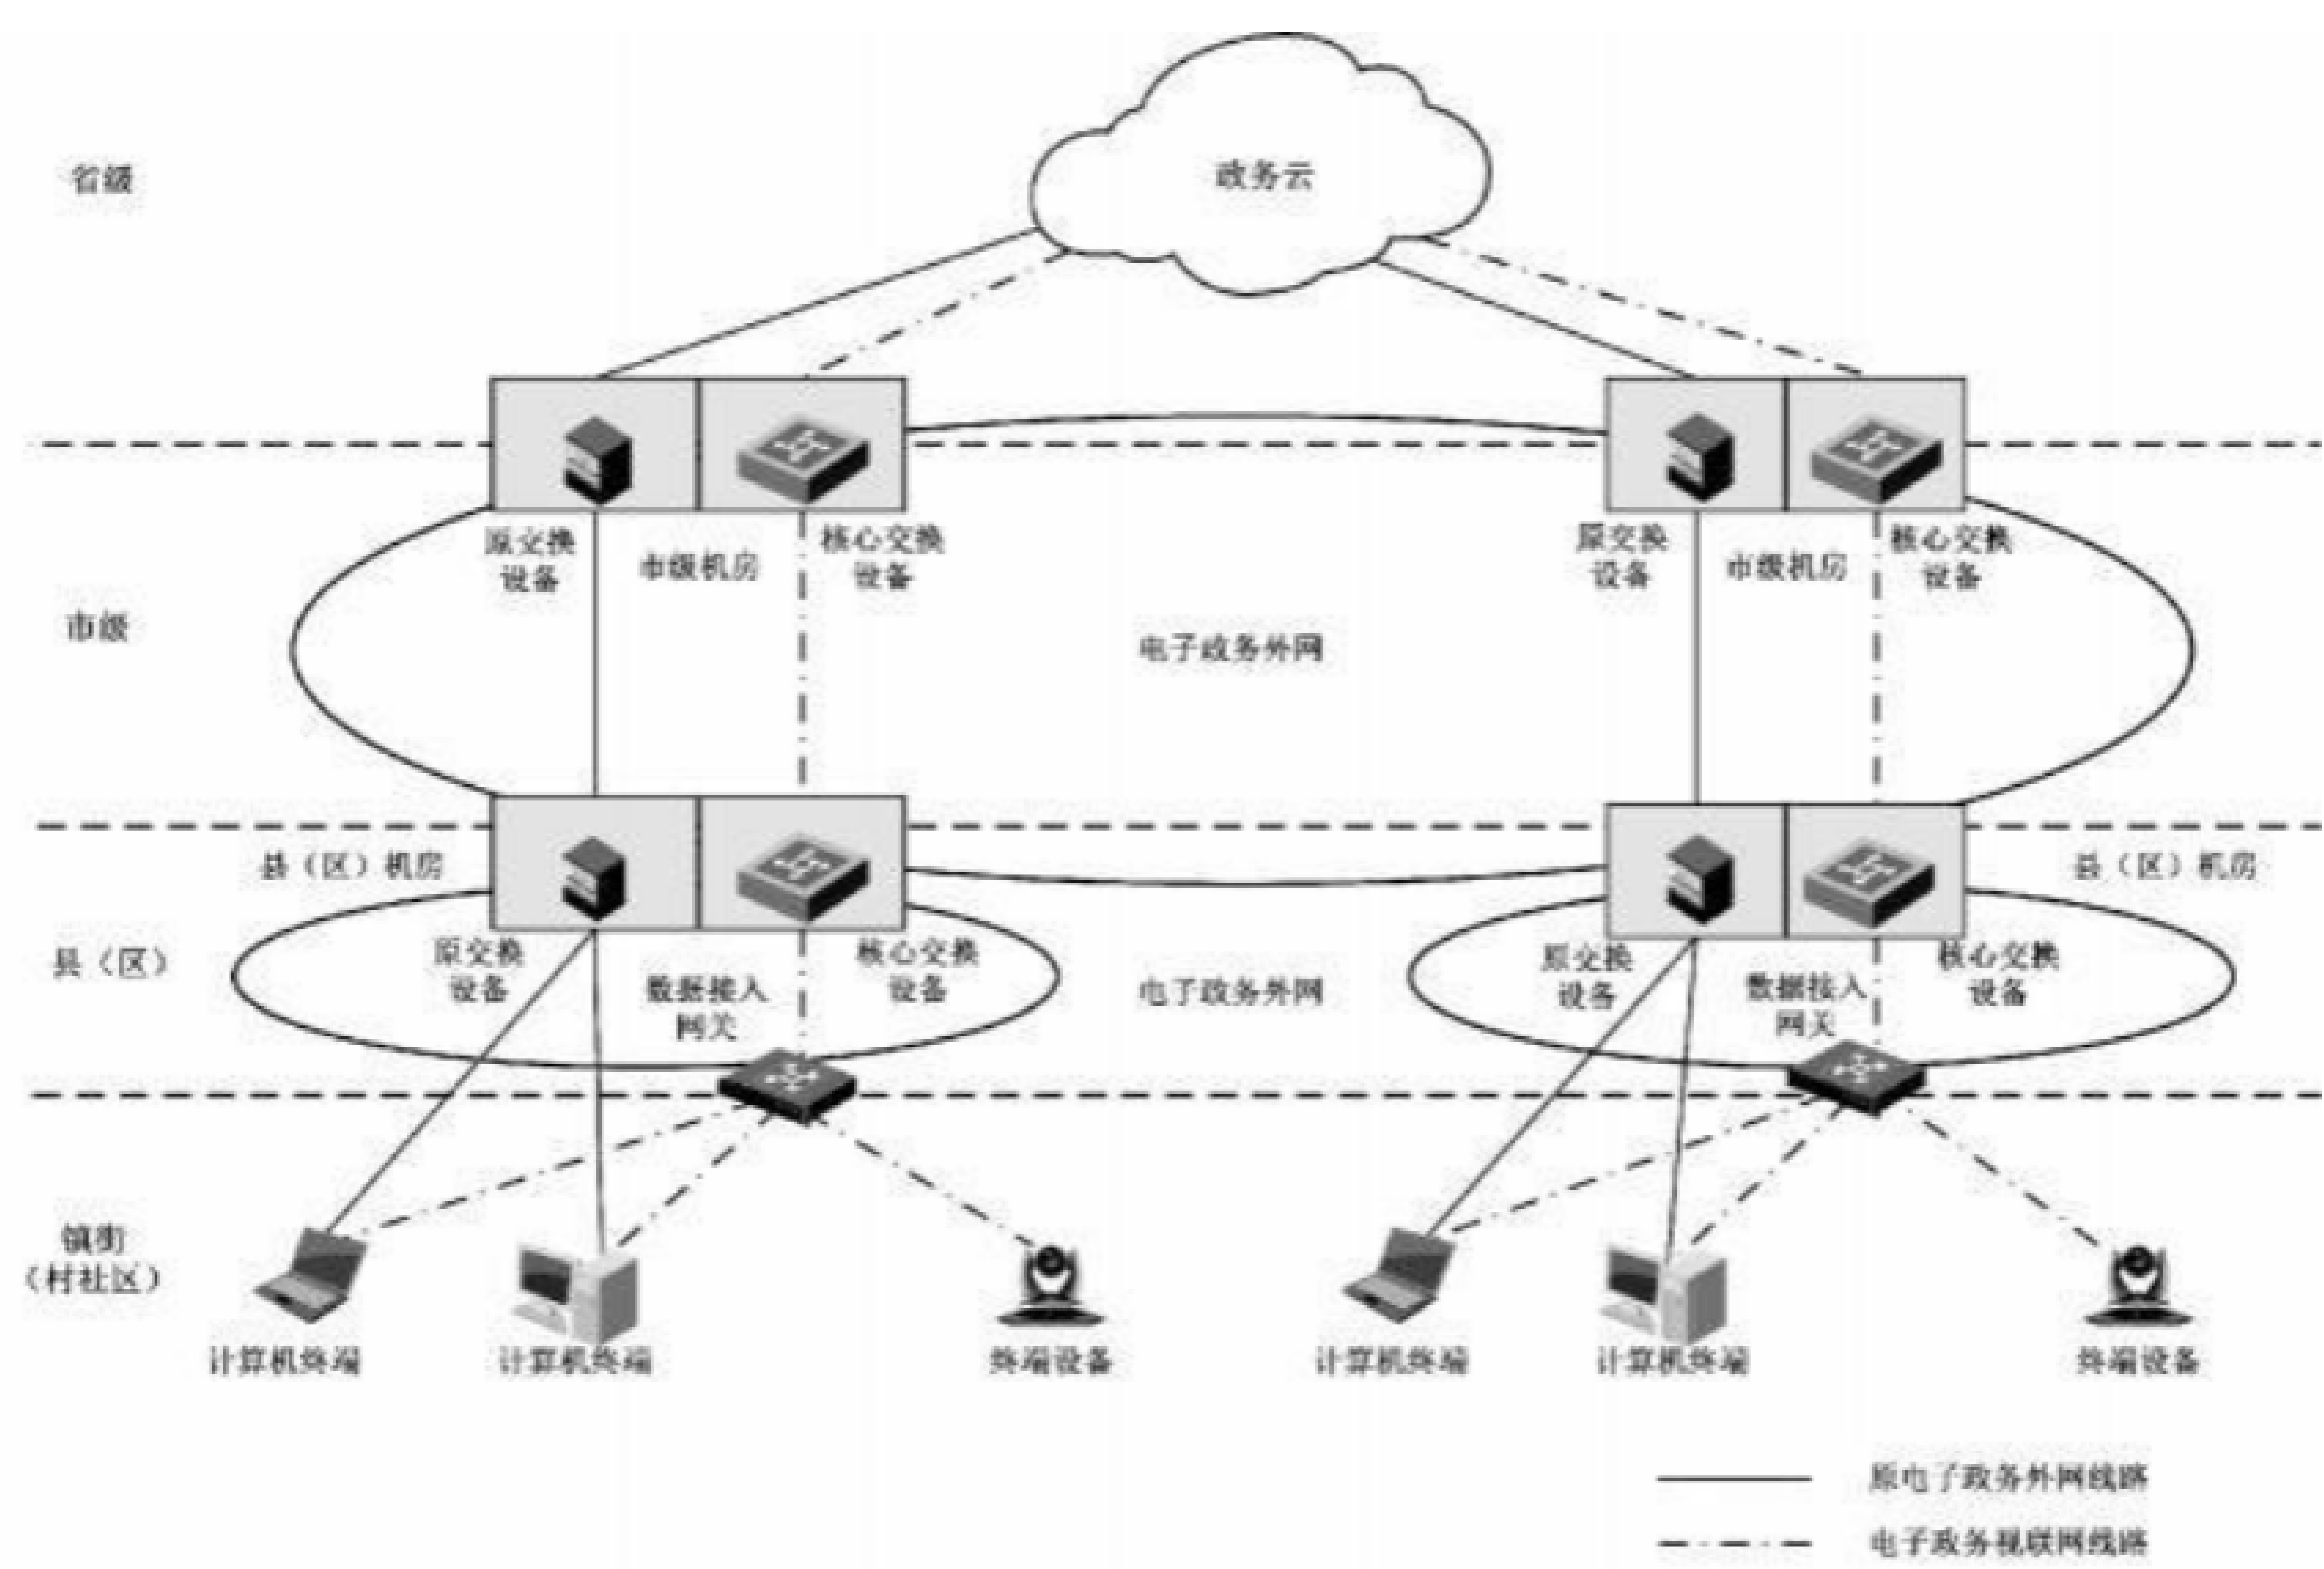 省级
政务云
原交换
设备
市级机房
核心交换
设备
原交换
设备
市级机房
核心交换
设备
市级
电子政务外网
县（区）机房
县（区）机房
县（区）
原交换
设备
数据接入
网关
核心交换
设备
电子政务外网
原交换
设备
数据接入
网关
核心交换
设备
镇街
（村社区）
计算机终端
计算机终端
终端设备
计算机终端
计算机终端
终端设备
原电子政务外网线路
电子政务视联网线路